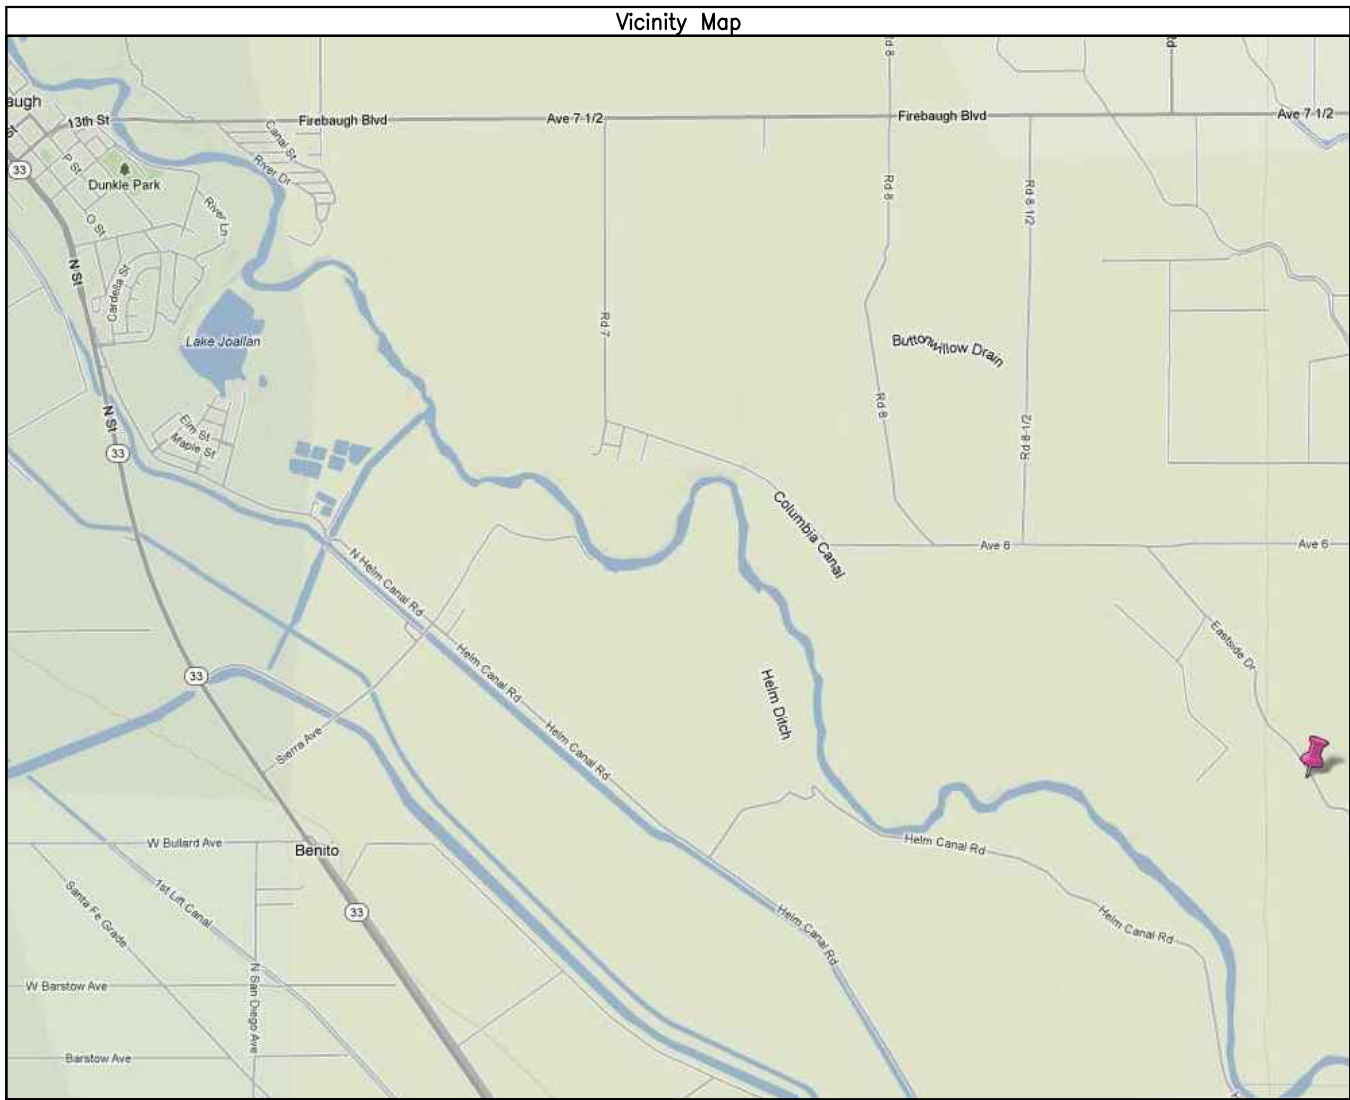 Vicinity Map
Rd 8
Rd
augh
St
13th St
Firebaugh Blvd
Ave 7 1/2
Firebaugh Blvd
Ave 7 1/2
Canal St
River Dr
33
P St
Dunkle Park
Rd 8
Rd 8 1/2
River Ln
O St
N St
Cardella St
Rd 7
Lake Joallan
Buttonwillow Drain
N St
Elm St
Maple St
Rd 8
Rd 8-1/2
33
Columbia Canal
Ave 6
Ave 6
N Helm Canal Rd
Eastside Dr
Helm Canal Rd
33
Helm Ditch
Sierra Ave
Helm Canal Rd
W Bullard Ave
Benito
Helm Canal Rd
1st Lift Canal
Santa Fe Grade
33
Helm Canal Rd
Helm Canal Rd
W Barstow Ave
N San Diego Ave
Barstow Ave